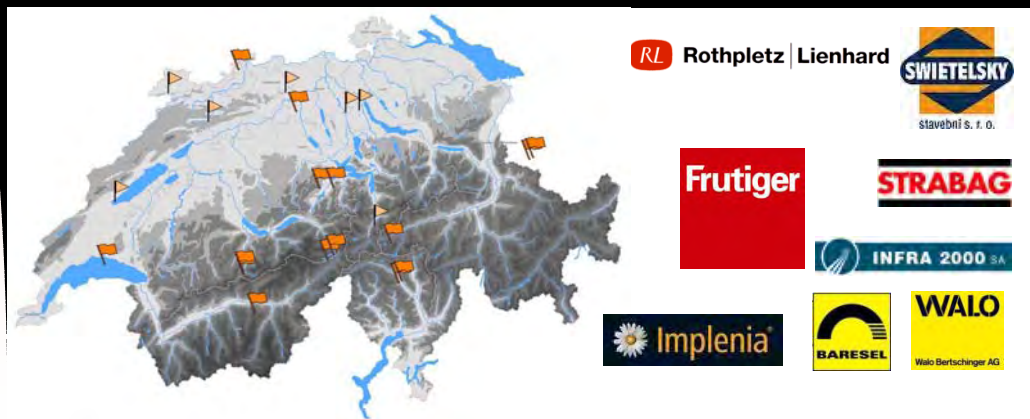 RL Rothpletz | Lienhard
SWIETELSKY
stavební s. r. o.
Frutiger
STRABAG
INFRA 2000 SA
Implenia
BARESEL
WALO
Walo Bertschinger AG